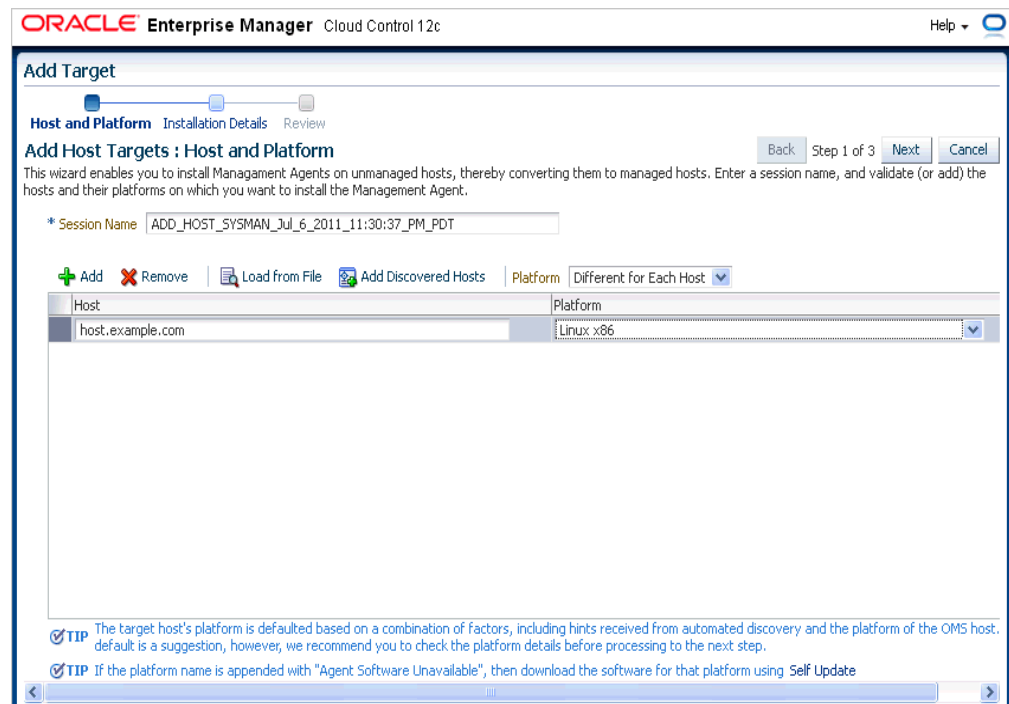 ORACLE Enterprise Manager Cloud Control 12c
Help
Add Target
Host and Platform Installation Details Review
Add Host Targets : Host and Platform
Back Step 1 of 3 Next Cancel
This wizard enables you to install Managament Agents on unmanaged hosts, thereby converting them to managed hosts. Enter a session name, and validate (or add) the
hosts and their platforms on which you want to install the Management Agent.
* Session Name ADD_HOST_SYSMAN_Jul_6_2011_11:30:37_PM_PDT
Add Remove Load from File Add Discovered Hosts Platform Different for Each Host
Host Platform
host.example.com Linux x86
TIP The target host's platform is defaulted based on a combination of factors, including hints received from automated discovery and the platform of the OMS host.
default is a suggestion, however, we recommend you to check the platform details before processing to the next step.
TIP If the platform name is appended with "Agent Software Unavailable", then download the software for that platform using Self Update